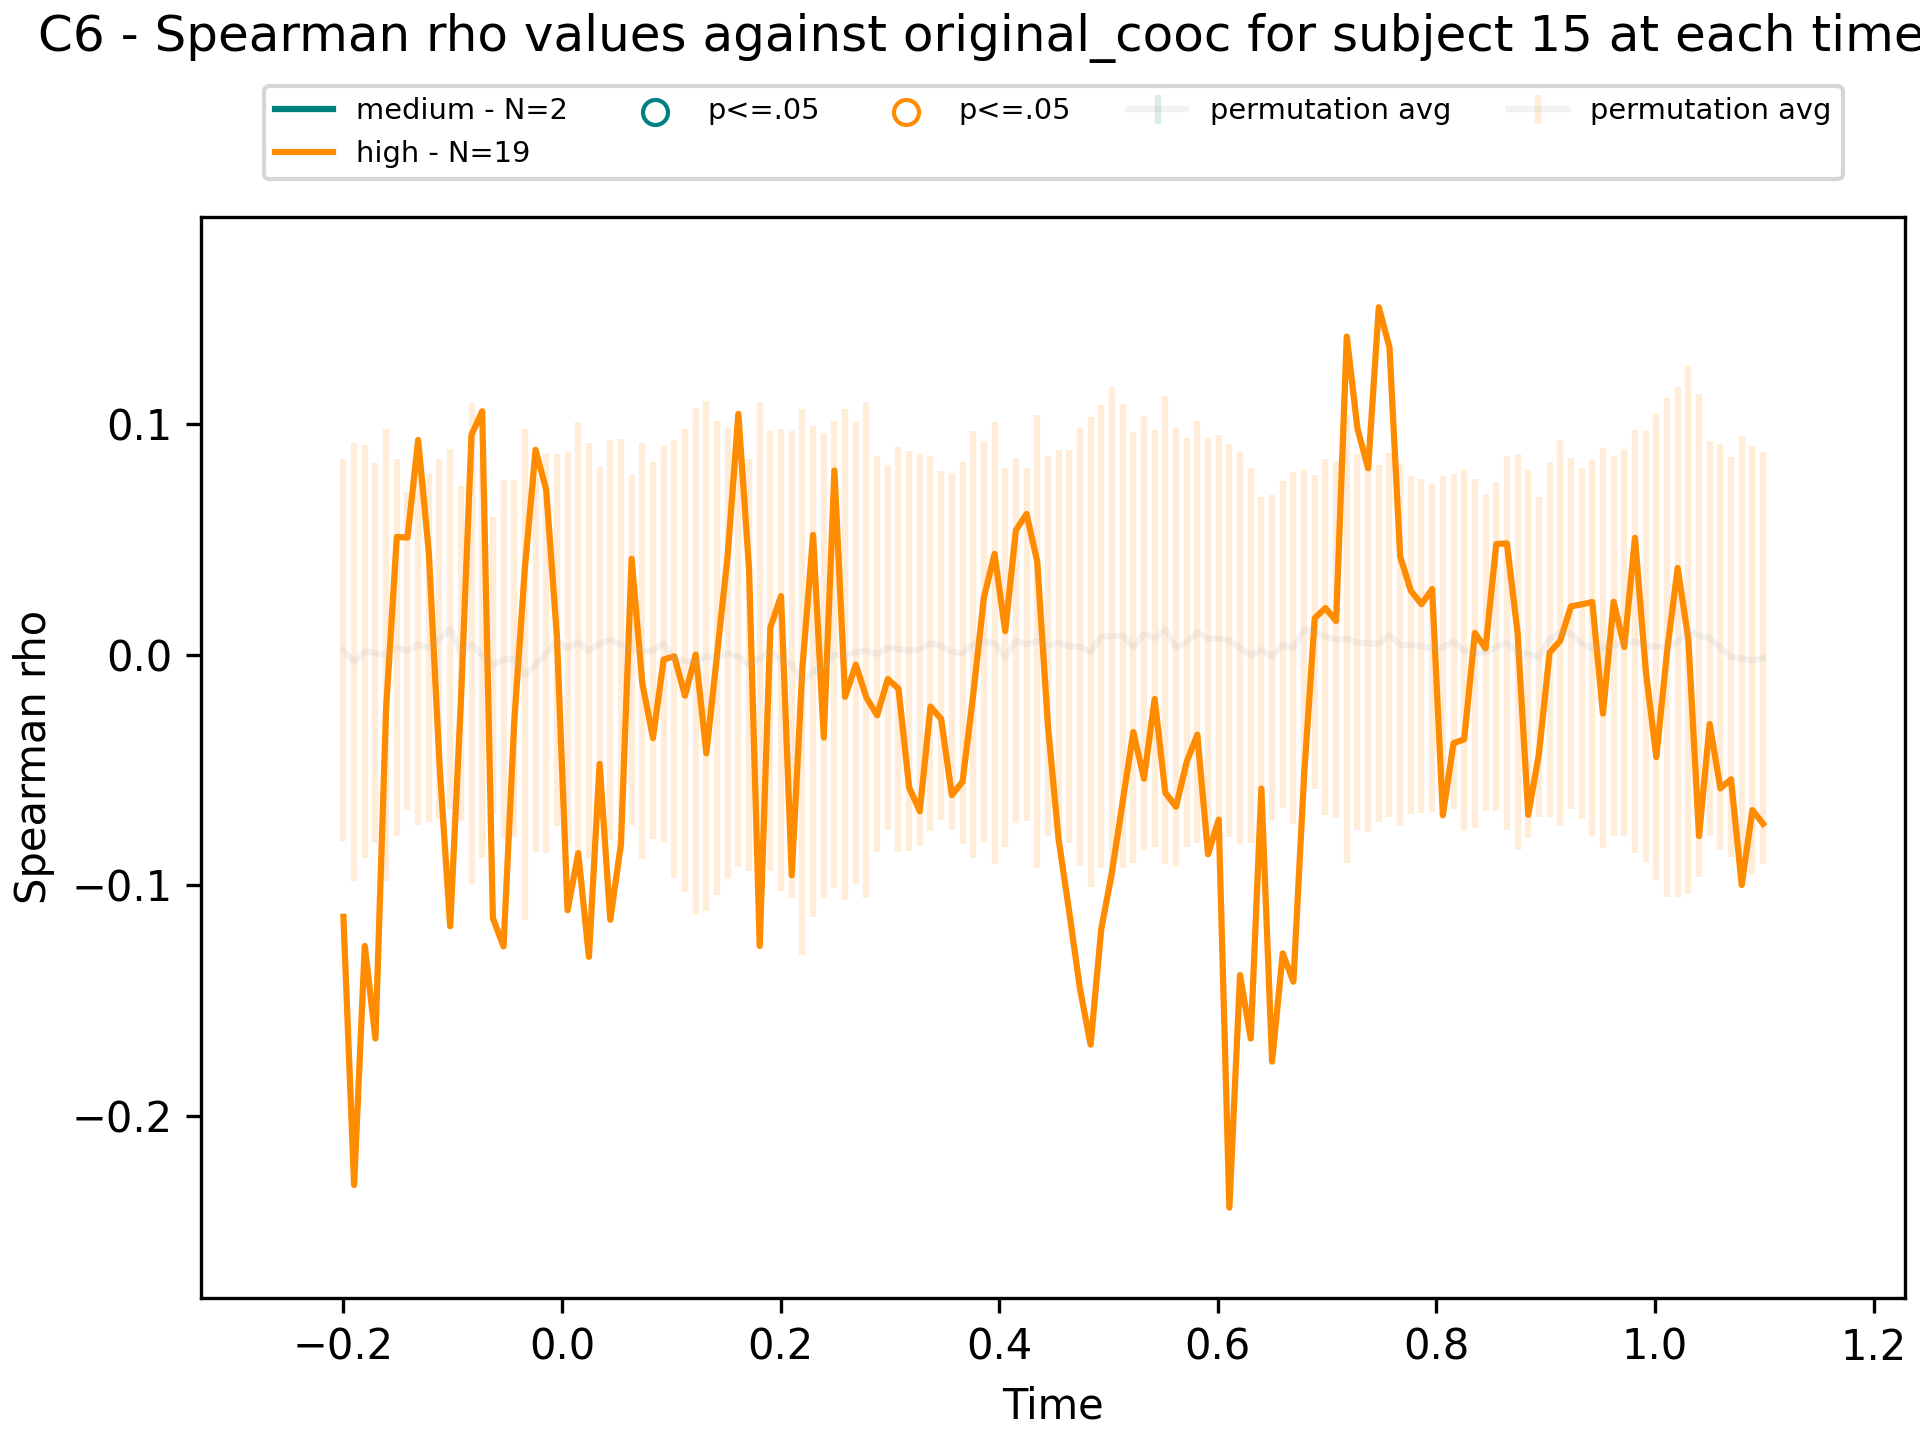 C6 - Spearman rho values against original_cooc for subject 15 at each time
medium - N=2
high - N=19
p<=.05
p<=.05
permutation avg
permutation avg
Spearman rho
0.1
0.0
−0.1
−0.2
−0.2 0.0 0.2 0.4 0.6 0.8 1.0 1.2
Time